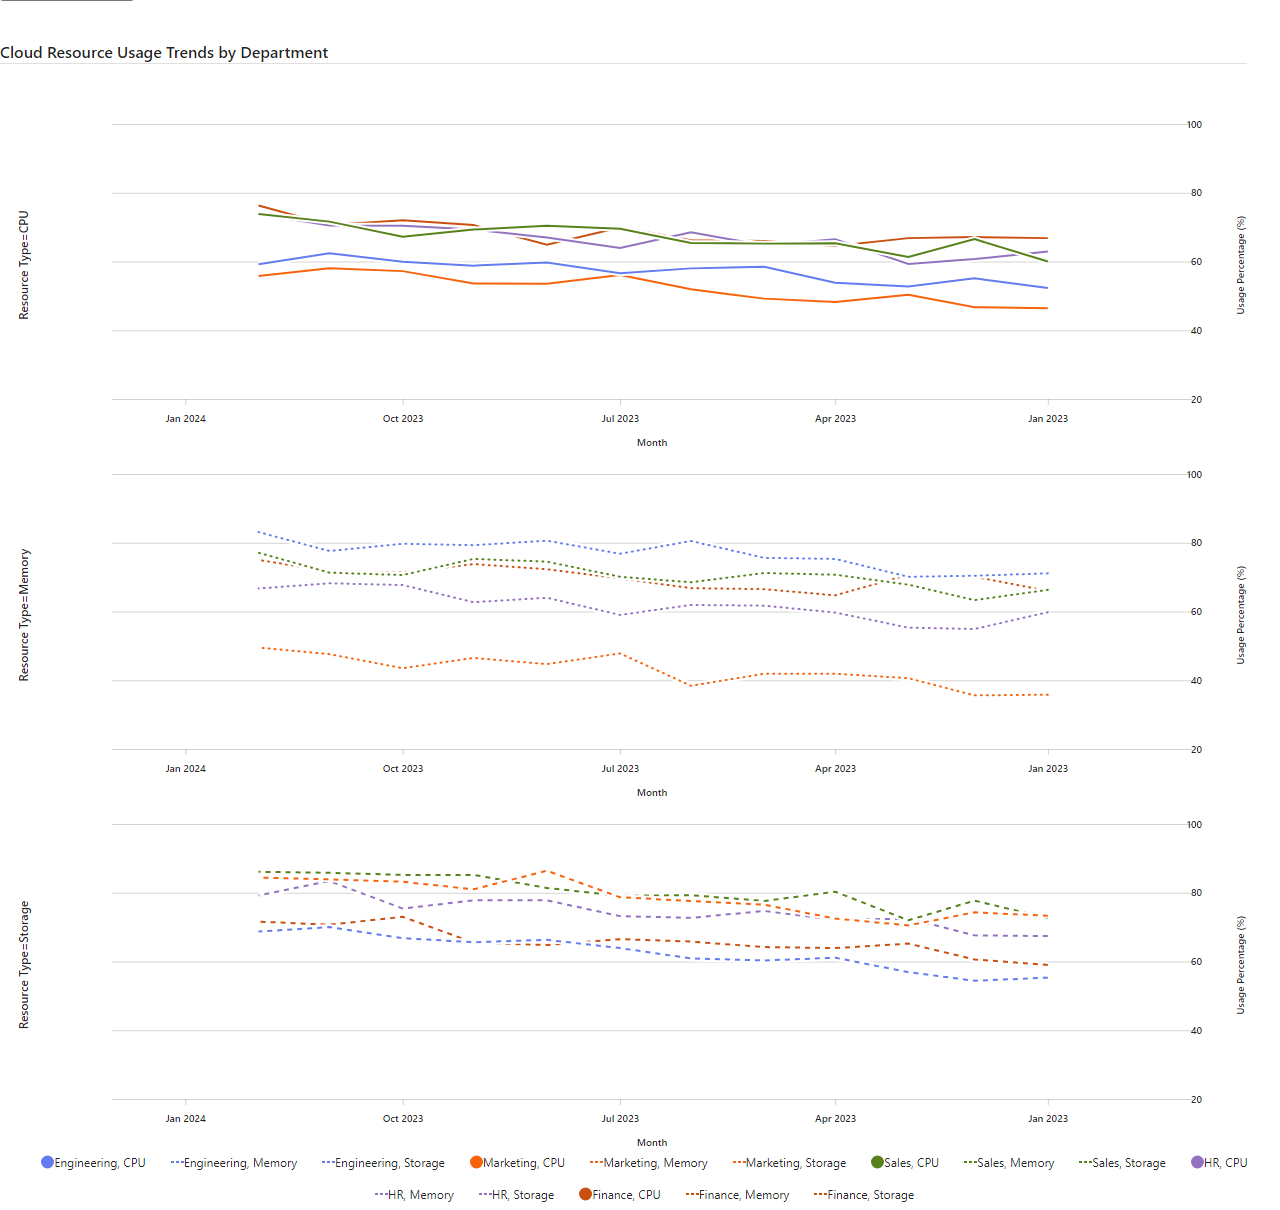 Cloud Resource Usage Trends by Department
Resource Type=CPU
100
80
60
40
20
Usage Percentage (%)
Jan 2024 Oct 2023 Jul 2023 Apr 2023 Jan 2023
Month
Resource Type=Memory
100
80
60
40
20
Usage Percentage (%)
Jan 2024 Oct 2023 Jul 2023 Apr 2023 Jan 2023
Month
Resource Type=Storage
100
80
60
40
20
Usage Percentage (%)
Jan 2024 Oct 2023 Jul 2023 Apr 2023 Jan 2023
Month
Engineering, CPU Engineering, Memory Engineering, Storage Marketing, CPU Marketing, Memory Marketing, Storage Sales, CPU Sales, Memory Sales, Storage HR, CPU
HR, Memory HR, Storage Finance, CPU Finance, Memory Finance, Storage